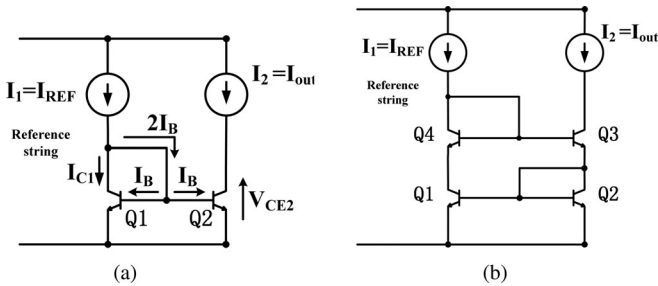 I1=IREF
I2=Iout
Reference
string
2IB
IC1
IB
IB
VCE2
Q1
Q2
(a)
I1=IREF
I2=Iout
Reference
string
Q4
Q3
Q1
Q2
(b)